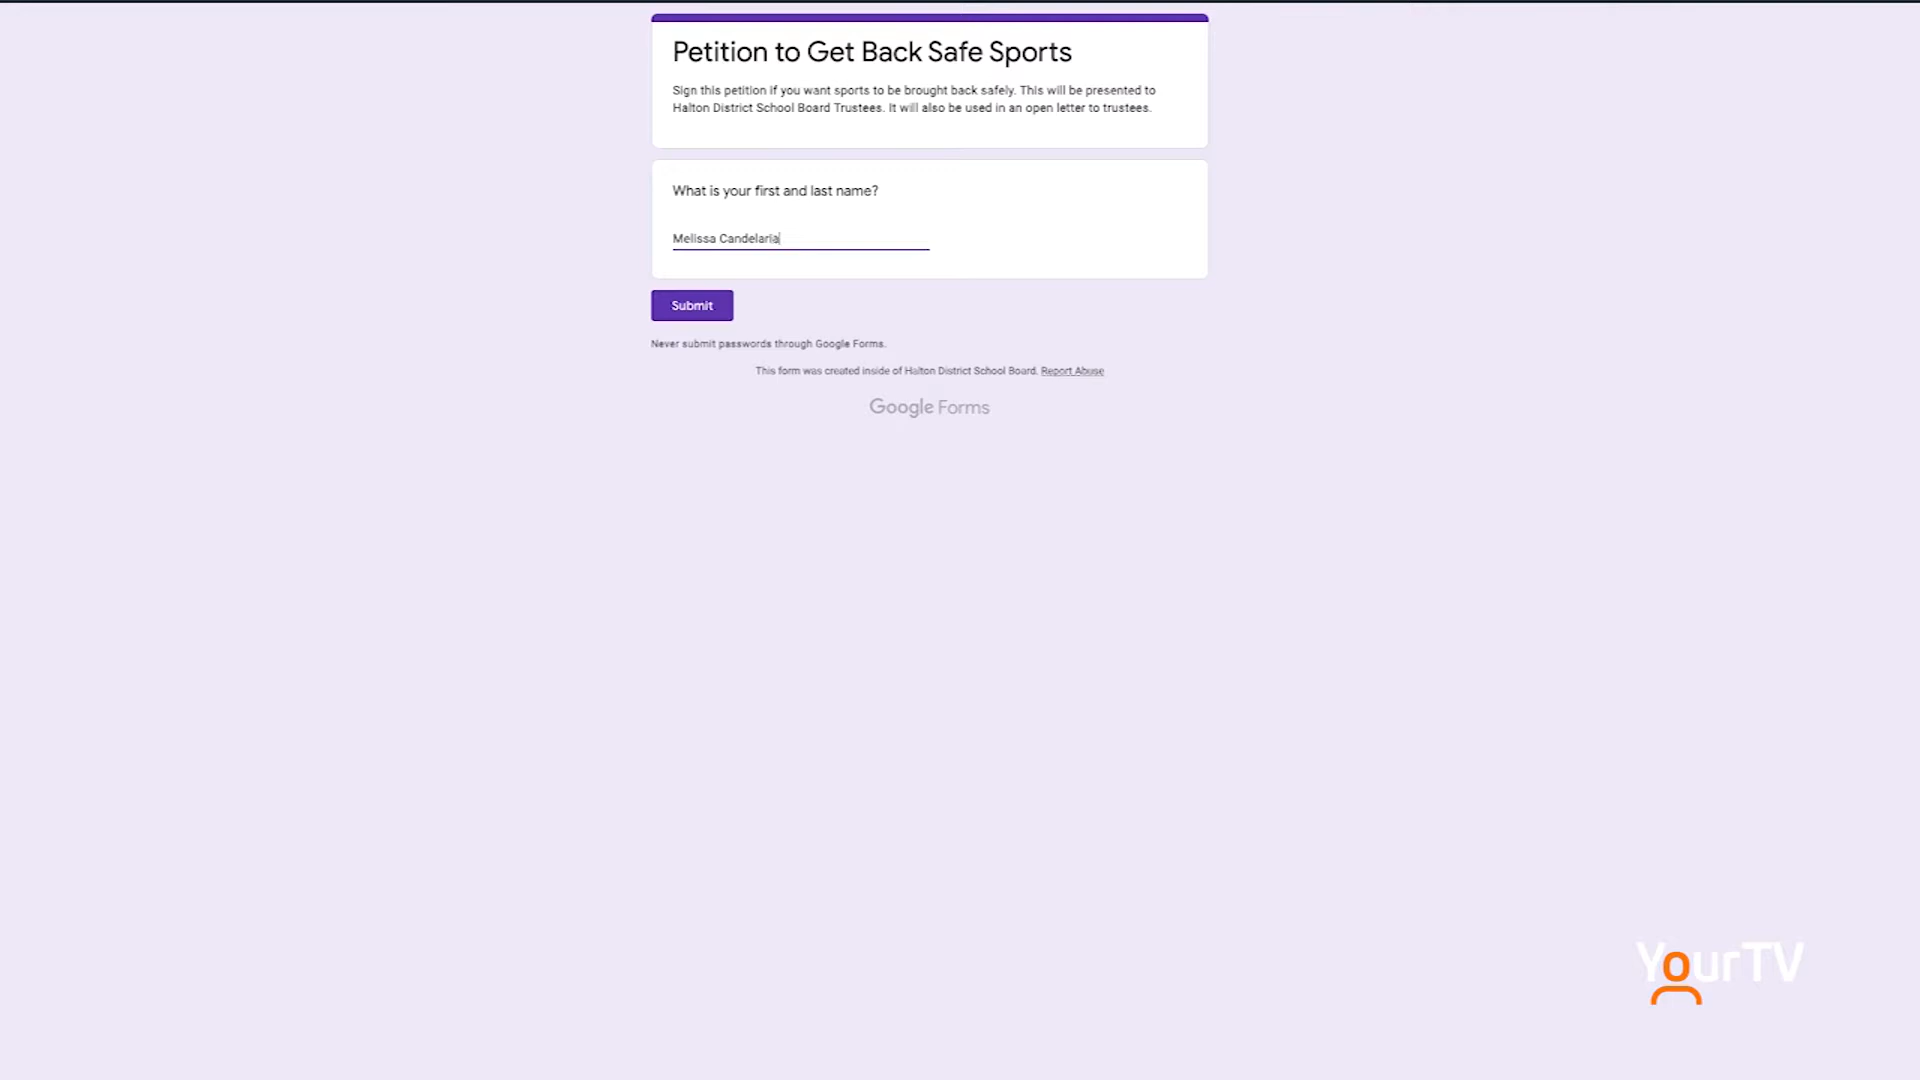 Petition to Get Back Safe Sports
Sign this petition if you want sports to be brought back safely. This will be presented to
Halton District School Board Trustees. It will also be used in an open letter to trustees.
What is your first and last name?
Melissa Candelaria
Submit
Never submit passwords through Google Forms.
This form was created inside of Halton District School Board. Report Abuse
Google Forms
YourTV